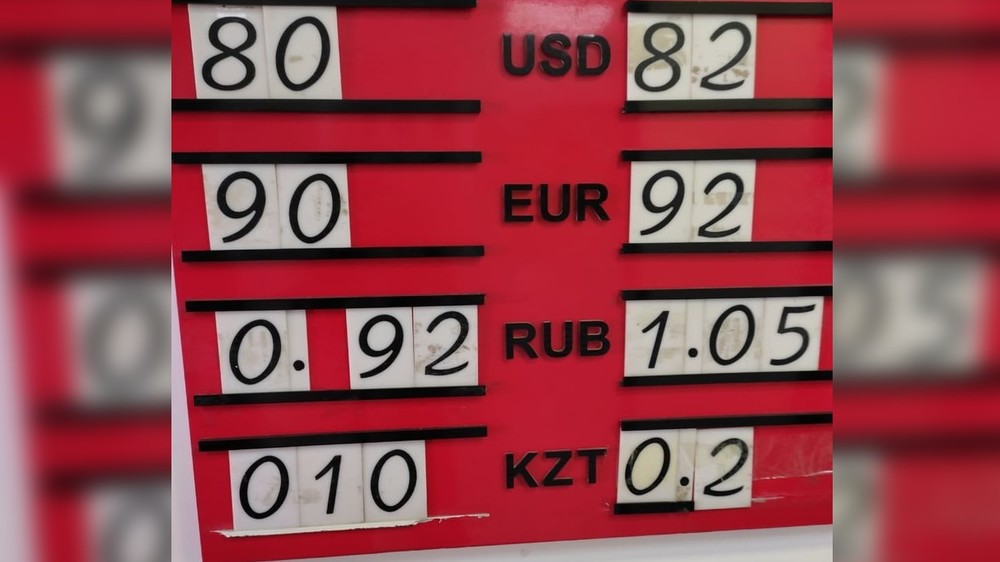 80 USD 82
90 EUR 92
0. 92 RUB 1.05
010 KZT 0.2